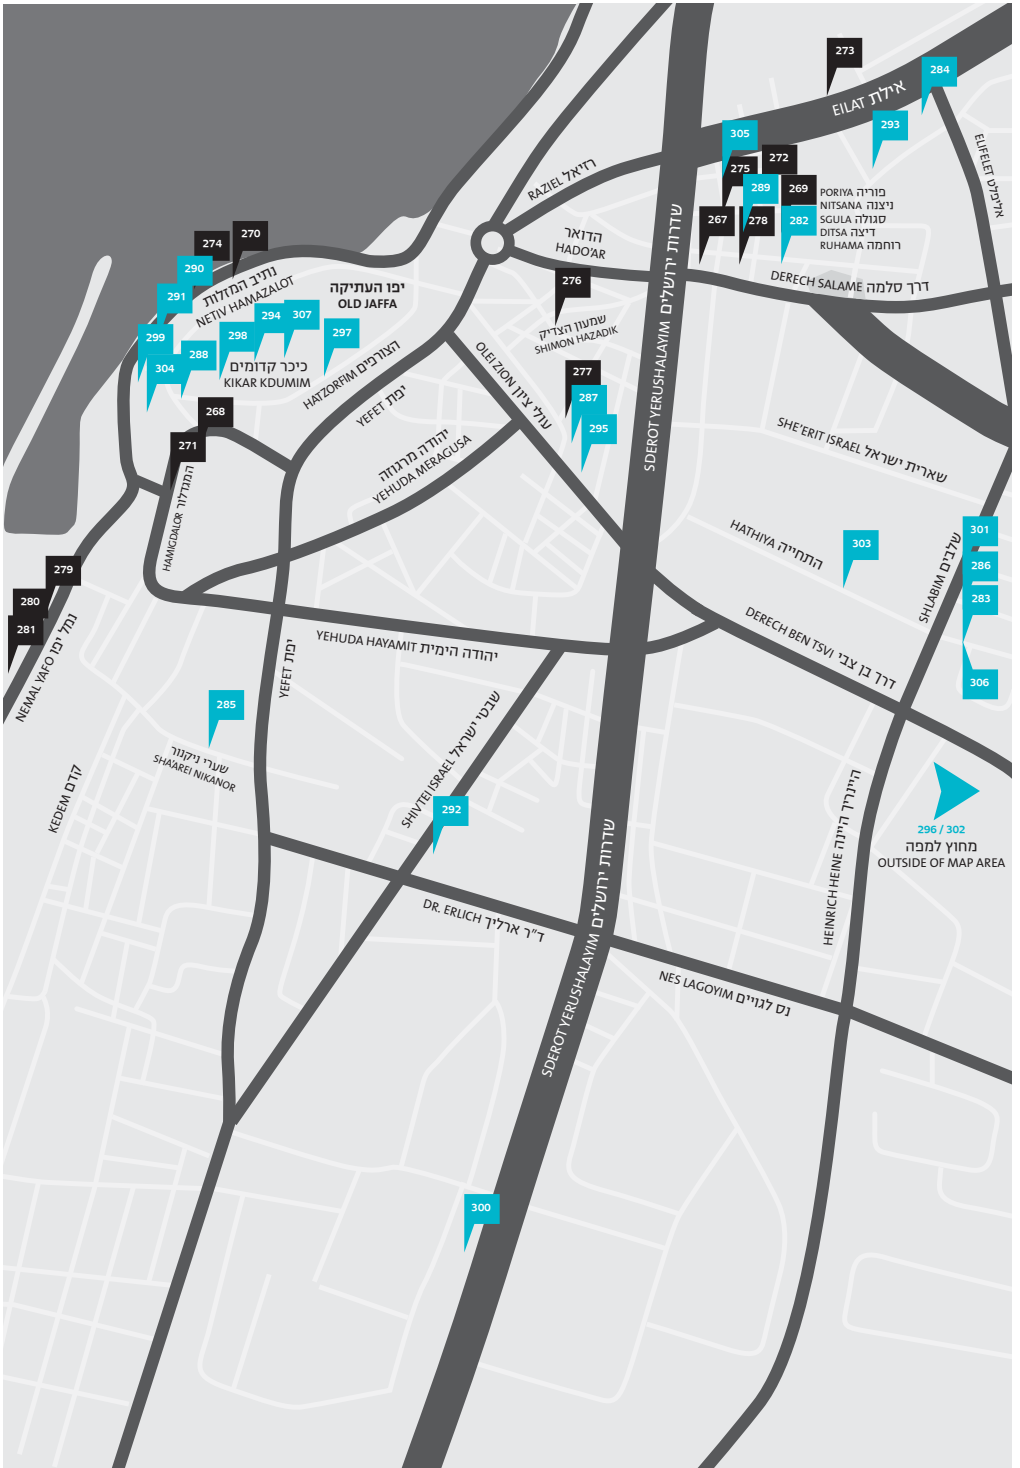 273
284
EILAT אילת
293
305
275
272
269
289
267
278
282
PORIYA פוריה
NITSANA ניצנה
SGULA סגולה
DITSA דיצה
RUHAMA רוחמה
ELIFELET אליפלט
RAZIEL רזיאל
הדואר
HADO'AR
DERECH SALAME דרך סלמה
SDEROT YERUSHALAYIM שדרות ירושלים
274
270
290
291
נתיב המזלות
NETIV HAMAZALOT
יפו העתיקה
OLD JAFFA
276
שמעון הצדיק
SHIMON HAZADIK
299
304
288
298
294
307
297
כיכר קדומים
KIKAR KDUMIM
HATZORFIM הצורפים
YEFET יפת
OLEI ZION עולי ציון
277
287
295
268
271
HAMIGDALOR המגדלור
יהודה מרגוזה
YEHUDA MERAGUSA
SHE'ERIT ISRAEL שארית ישראל
HATHIYA התחייה
303
301
286
283
306
SHLABIM שלבים
279
280
281
NEMAL YAFO נמל יפו
YEHUDA HAYAMIT יהודה הימית
DERECH BEN TSVI דרך בן צבי
YEFET יפת
285
שערי ניקנור
SHA'AREI NIKANOR
KEDEM קדם
SHIVTEI ISRAEL שבטי ישראל
292
HEINRICH HEINE היינריך היינה
296 / 302
מחוץ למפה
OUTSIDE OF MAP AREA
DR. ERLICH ד"ר ארליך
SDEROT YERUSHALAYIM שדרות ירושלים
NES LAGOYIM נס לגויים
300